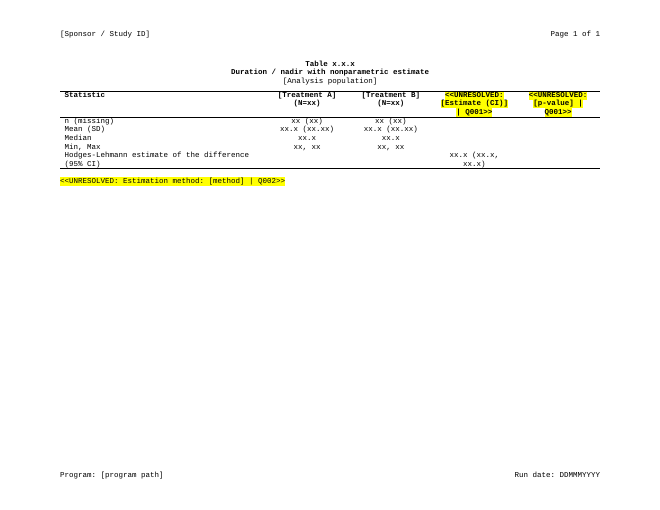 [Sponsor / Study ID] Page 1 of 1
Table x.x.x
Duration / nadir with nonparametric estimate
[Analysis population]
Statistic [Treatment A] [Treatment B] <<UNRESOLVED: <<UNRESOLVED:
(N=xx) (N=xx) [Estimate (CI)] [p-value] |
| Q001>> Q001>>
n (missing) xx (xx) xx (xx)
Mean (SD) xx.x (xx.xx) xx.x (xx.xx)
Median xx.x xx.x
Min, Max xx, xx xx, xx
Hodges-Lehmann estimate of the difference xx.x (xx.x,
(95% CI) xx.x)
<<UNRESOLVED: Estimation method: [method] | Q002>>
Program: [program path] Run date: DDMMMYYYY